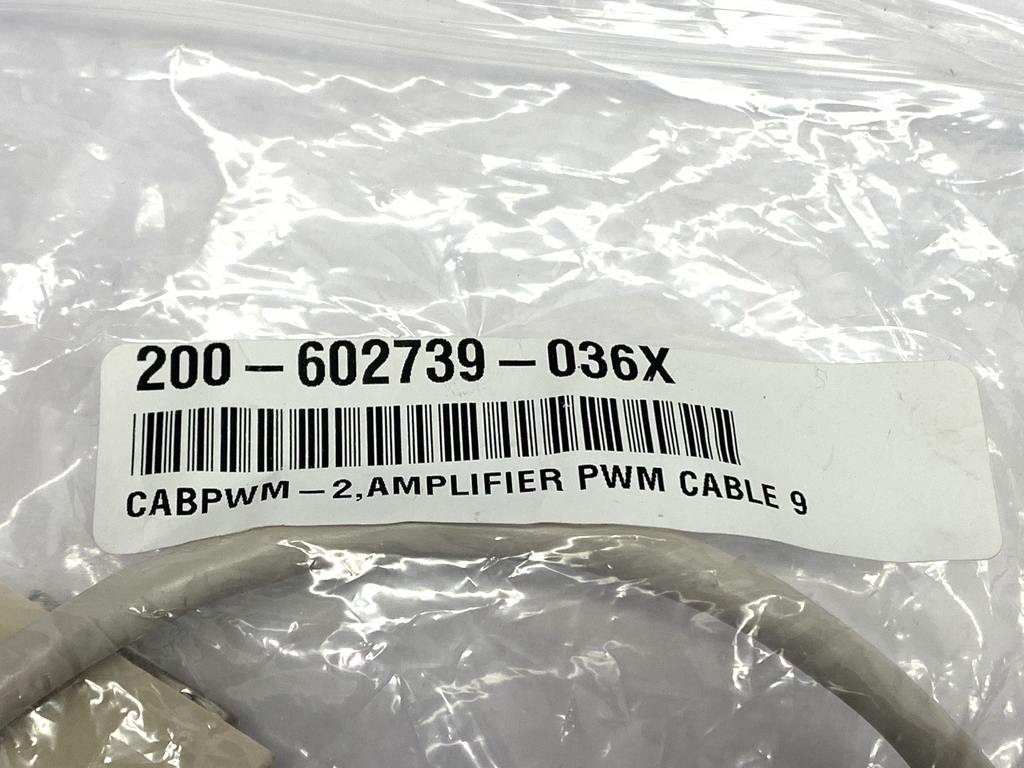 200-602739-036X
CABPWM-2,AMPLIFIER PWM CABLE 9